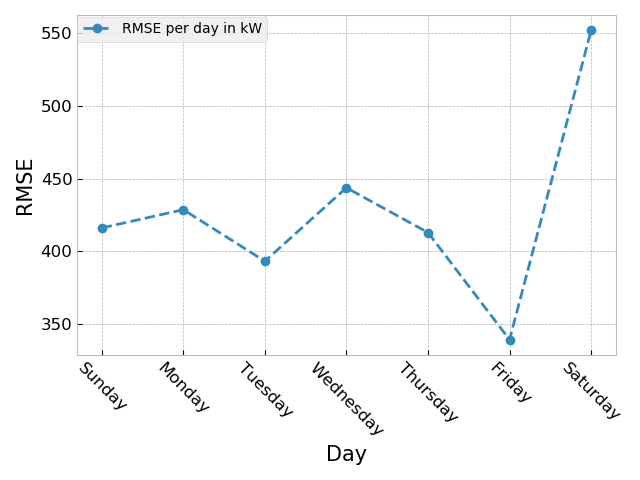 RMSE per day in kW
550
500
450
400
350
RMSE
Sunday
Monday
Tuesday
Wednesday
Thursday
Friday
Saturday
Day